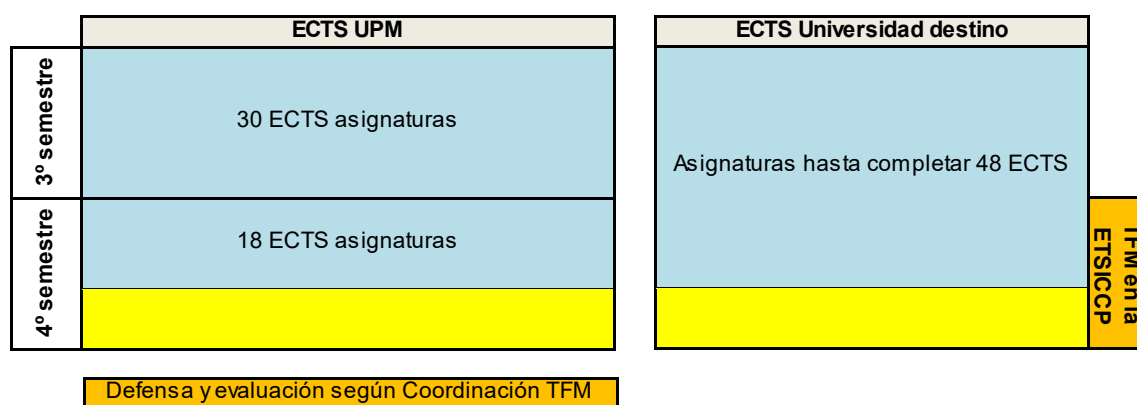 ECTS UPM
ECTS Universidad destino
3º semestre
30 ECTS asignaturas
Asignaturas hasta completar 48 ECTS
4º semestre
18 ECTS asignaturas
TFM en la
ETSICCP
Defensa y evaluación según Coordinación TFM